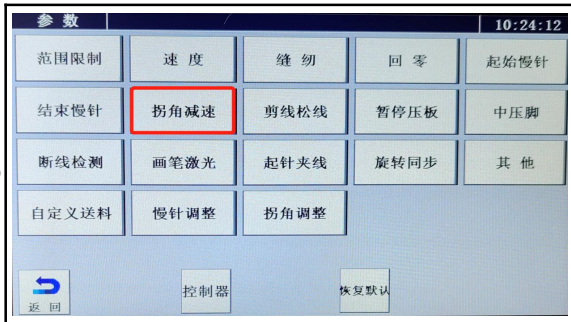 参 数 10:24:12
范围限制 速 度 缝 纫 回 零 起始慢针
结束慢针 拐角减速 剪线松线 暂停压板 中压脚
断线检测 画笔激光 起针夹线 旋转同步 其 他
自定义送料 慢针调整 拐角调整
返 回 控制器 恢复默认